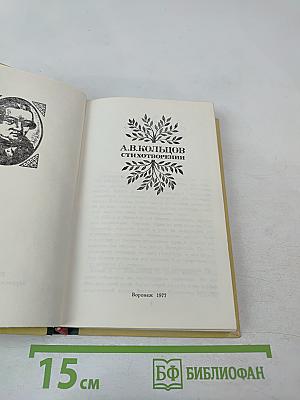 А.В.КОЛЬЦОВ
СТИХОТВОРЕНИЯ
Воронеж 1977
15 см
БФ БИБЛИОФАН